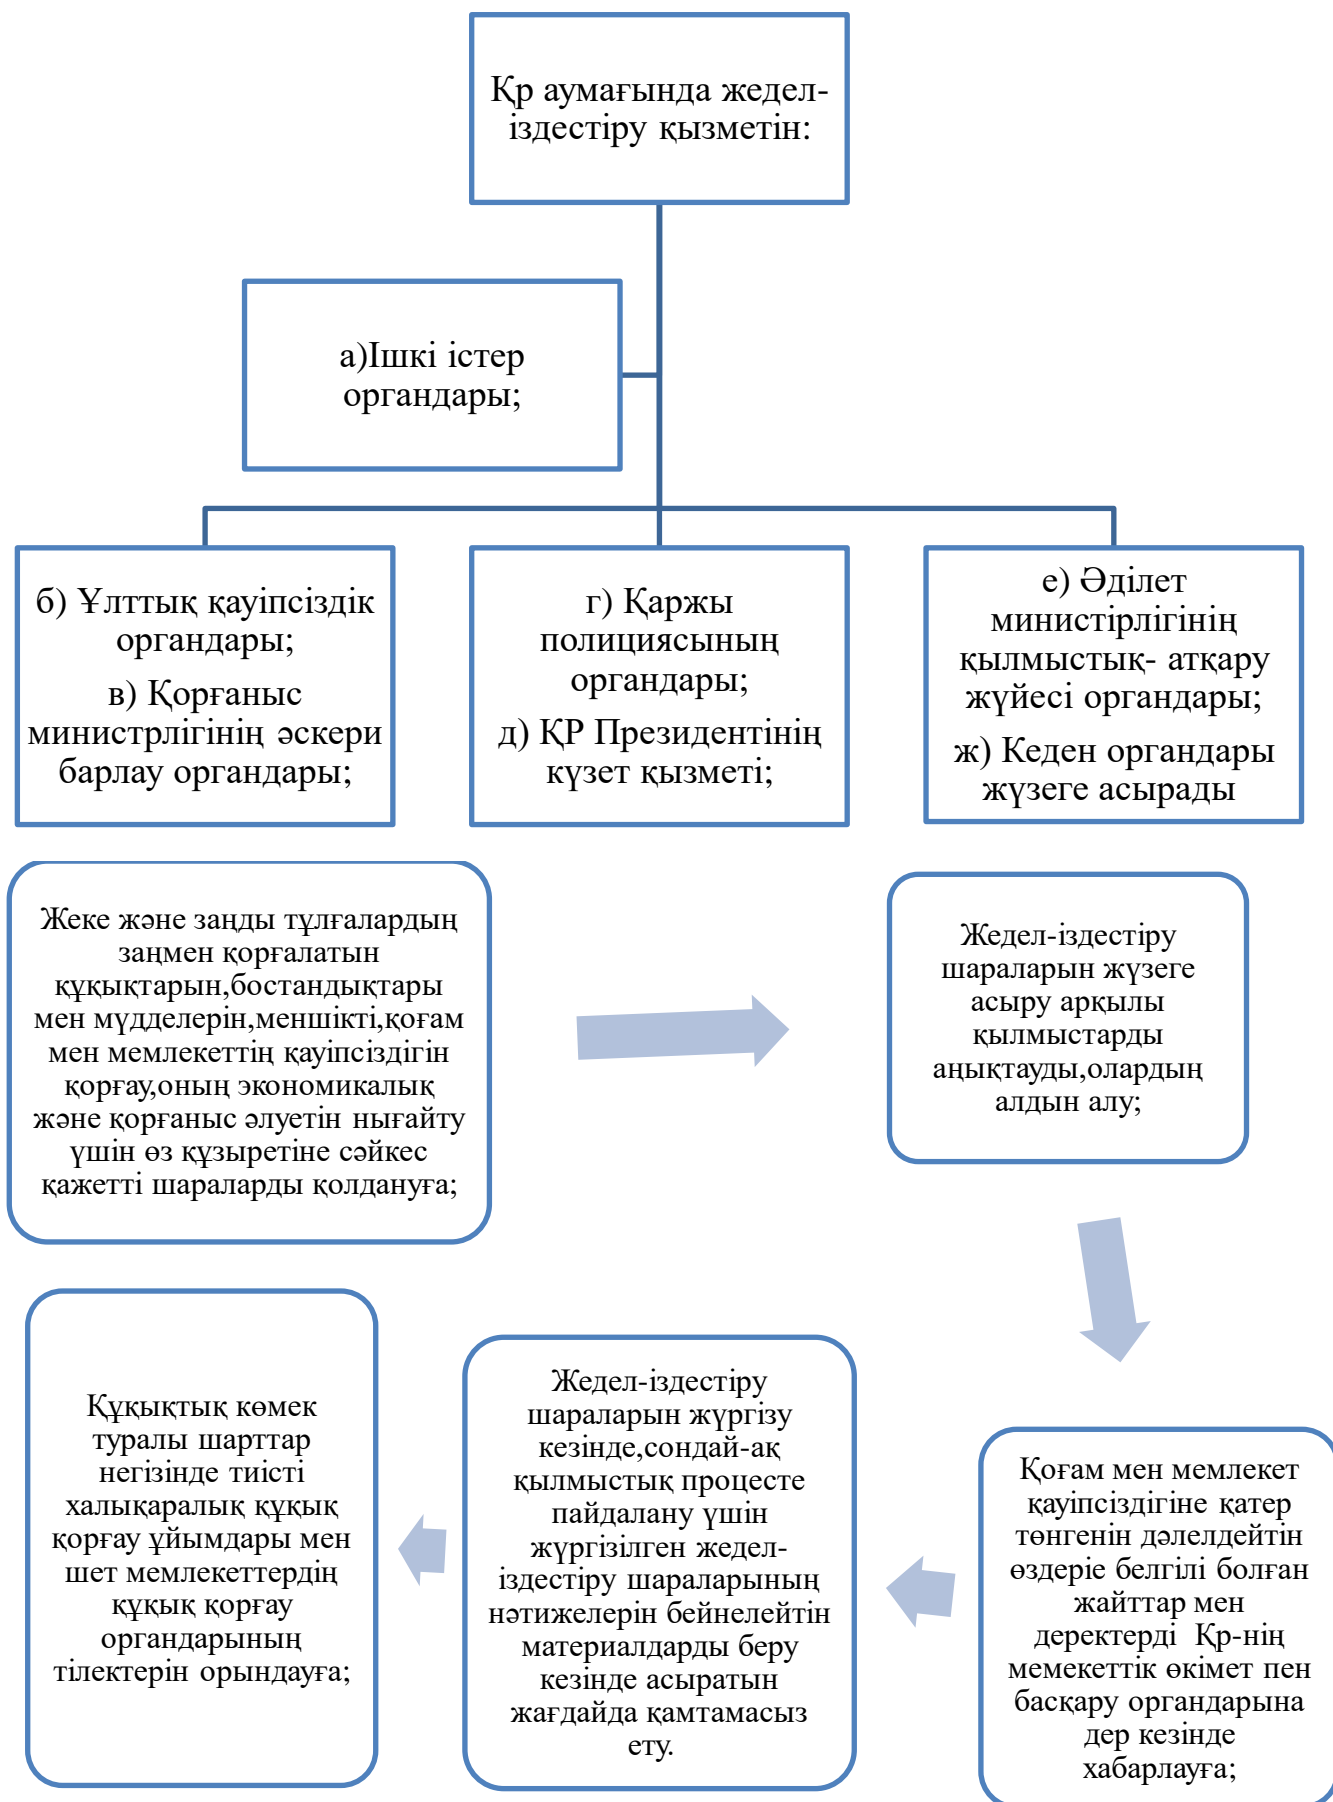 Қр аумағында жедел-
іздестіру қызметін:
а)Ішкі істер
органдары;
б) Ұлттық қауіпсіздік
органдары;
в) Қорғаныс
министрлігінің әскери
барлау органдары;
г) Қаржы
полициясының
органдары;
д) ҚР Президентінің
күзет қызметі;
е) Әділет
министірлігінің
қылмыстық- атқару
жүйесі органдары;
ж) Кеден органдары
жүзеге асырады
Жеке және заңды тұлғалардың
заңмен қорғалатын
құқықтарын,бостандықтары
мен мүдделерін,меншікті,қоғам
мен мемлекеттің қауіпсіздігін
қорғау,оның экономикалық
және қорғаныс әлуетін нығайту
үшін өз құзыретіне сәйкес
қажетті шараларды қолдануға;
Жедел-іздестіру
шараларын жүзеге
асыру арқылы
қылмыстарды
аңықтауды,олардың
алдын алу;
Қоғам мен мемлекет
қауіпсіздігіне қатер
төнгенін дәлелдейтін
өздеріе белгілі болған
жайттар мен
деректерді  Қр-нің
мемекеттік өкімет пен
басқару органдарына
дер кезінде
хабарлауға;
Жедел-іздестіру
шараларын жүргізу
кезінде,сондай-ақ
қылмыстық процесте
пайдалану үшін
жүргізілген жедел-
іздестіру шараларының
нәтижелерін бейнелейтін
материалдарды беру
кезінде асыратын
жағдайда қамтамасыз
ету.
Құқықтық көмек
туралы шарттар
негізінде тиісті
халықаралық құқық
қорғау ұйымдары мен
шет мемлекеттердің
құқық қорғау
органдарының
тілектерін орындауға;